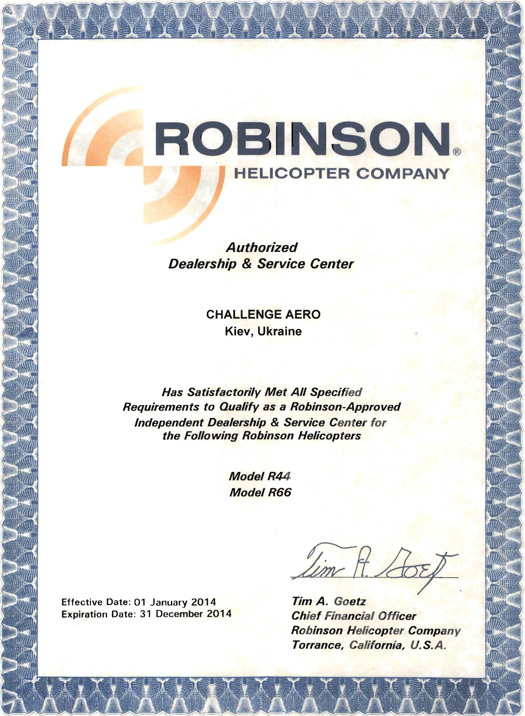 ROBINSON®
HELICOPTER COMPANY
Authorized
Dealership & Service Center
CHALLENGE AERO
Kiev, Ukraine
Has Satisfactorily Met All Specified
Requirements to Qualify as a Robinson-Approved
Independent Dealership & Service Center for
the Following Robinson Helicopters
Model R44
Model R66
Tim A. Goetz
Effective Date: 01 January 2014
Expiration Date: 31 December 2014
Tim A. Goetz
Chief Financial Officer
Robinson Helicopter Company
Torrance, California, U.S.A.